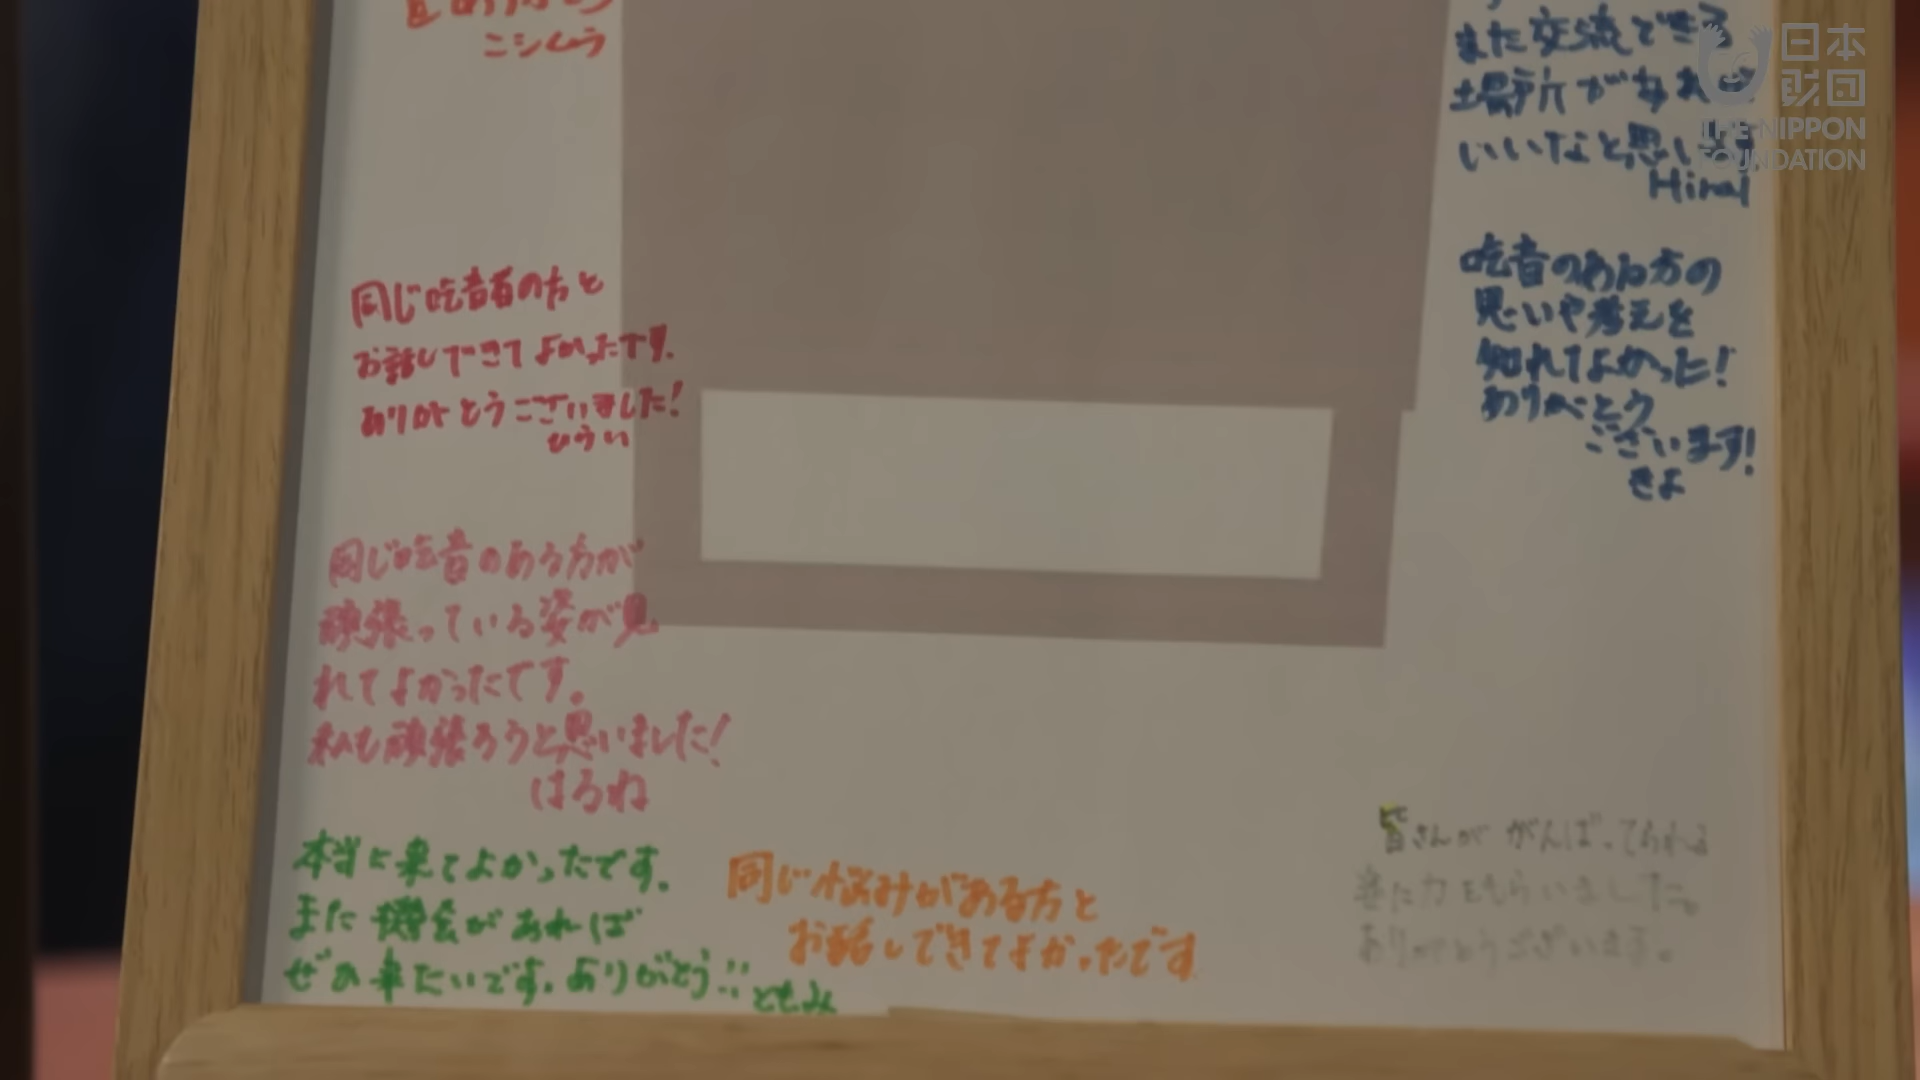 ニシムラ
同じ吃音者の方と
お話しできてよかったです。
ありがとうございました!
ひうい
同じ吃音のある方が
頑張っている姿が見
れてよかったです。
私も頑張ろうと思いました!
はるね
本当に来てよかったです。
また機会があれば
ぜひ来たいです。ありがとう!!
ともみ
同じ悩みがある方と
お話しできてよかったです
また交流できる
場所があれば
いいなと思います
Hirai
吃音のある方の
思いや考えを
知れてよかった!
ありがとう
ございます!
きよ
皆さんががんばってられる
姿に力をもらいました。
ありがとうございます。
日本
財団
THE NIPPON
FOUNDATION